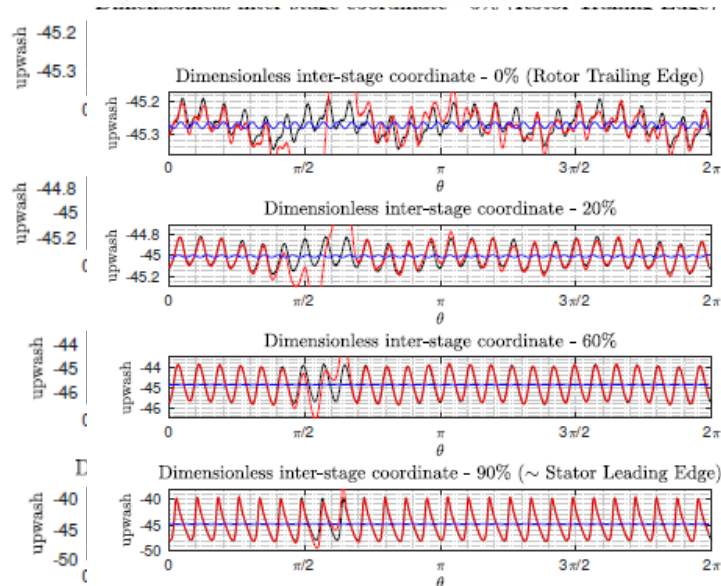 -45.2
upwash
-45.3
0
Dimensionless inter-stage coordinate - 0% (Rotor Trailing Edge)
upwash
-45.2
-45.3
0 π/2 π 3π/2 2π
θ
-44.8
upwash
-45
-45.2
0
Dimensionless inter-stage coordinate - 20%
upwash
-44.8
-45
-45.2
0 π/2 π 3π/2 2π
θ
-44
upwash
-45
-46
0
Dimensionless inter-stage coordinate - 60%
upwash
-44
-45
-46
0 π/2 π 3π/2 2π
θ
D
-40
upwash
-45
-50
0
Dimensionless inter-stage coordinate - 90% (∼ Stator Leading Edge)
upwash
-40
-45
-50
0 π/2 π 3π/2 2π
θ